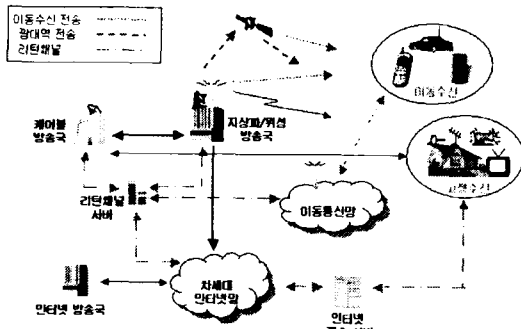 이동수신 전송
광대역 전송
리턴채널
이동수신
케이블
방송국
지상파/위성
방송국
고정수신
리턴채널
서버
이동통신망
인터넷 방송국
차세대
인터넷망
인터넷